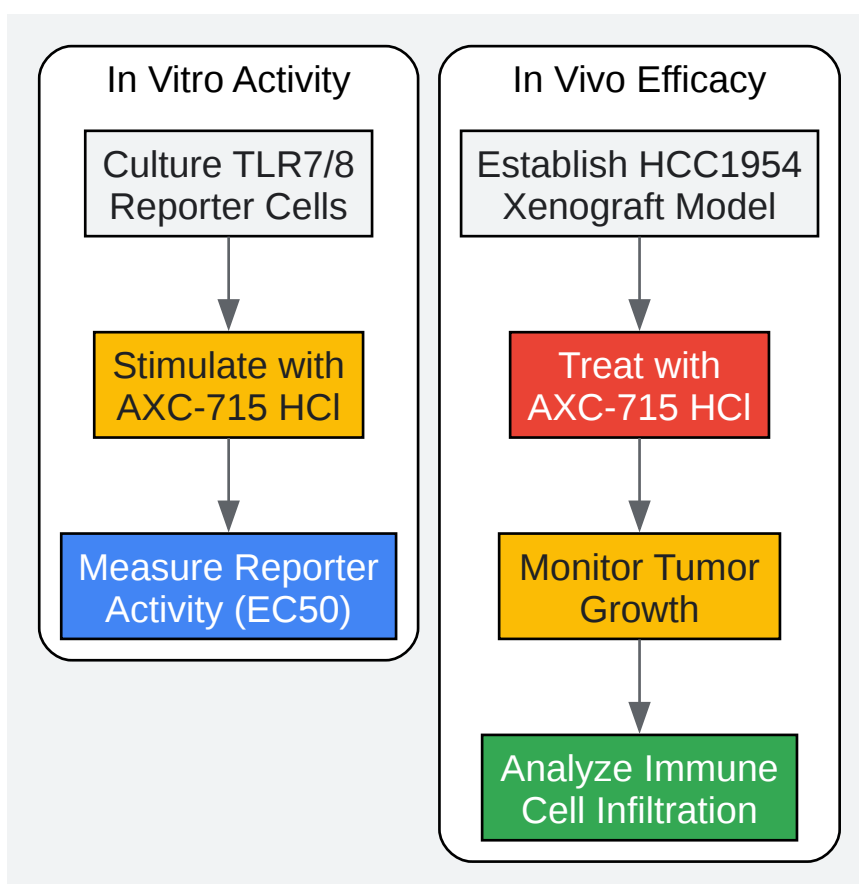 In Vitro Activity
Culture TLR7/8
Reporter Cells
Stimulate with
AXC-715 HCl
Measure Reporter
Activity (EC50)
In Vivo Efficacy
Establish HCC1954
Xenograft Model
Treat with
AXC-715 HCl
Monitor Tumor
Growth
Analyze Immune
Cell Infiltration